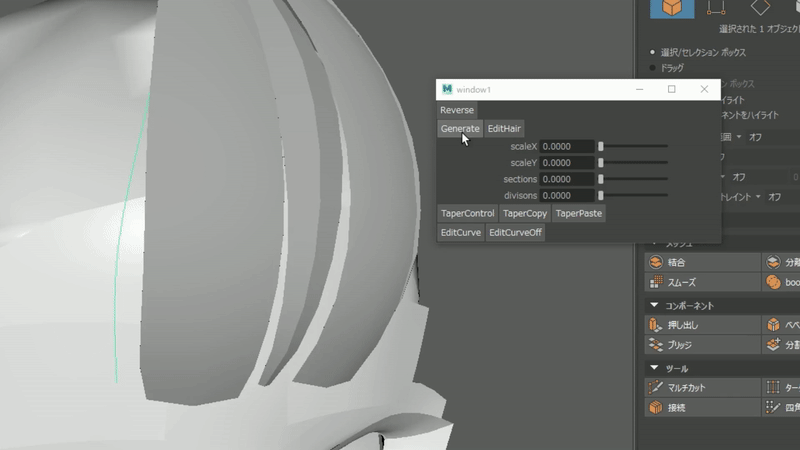 選択された 1 オブジェクト
選択/セレクション ボックス
ドラッグ
ン ボックス
イライト
ネントをハイライト
オフ
オフ
トレイント
オフ
window1
Reverse
Generate
EditHair
scaleX 0.0000
scaleY 0.0000
sections 0.0000
divisons 0.0000
TaperControl
TaperCopy
TaperPaste
EditCurve
EditCurveOff
メッシュ
結合
分離
スムーズ
boo
コンポーネント
押し出し
ベベ
ブリッジ
分割
ツール
マルチカット
ター
接続
四角